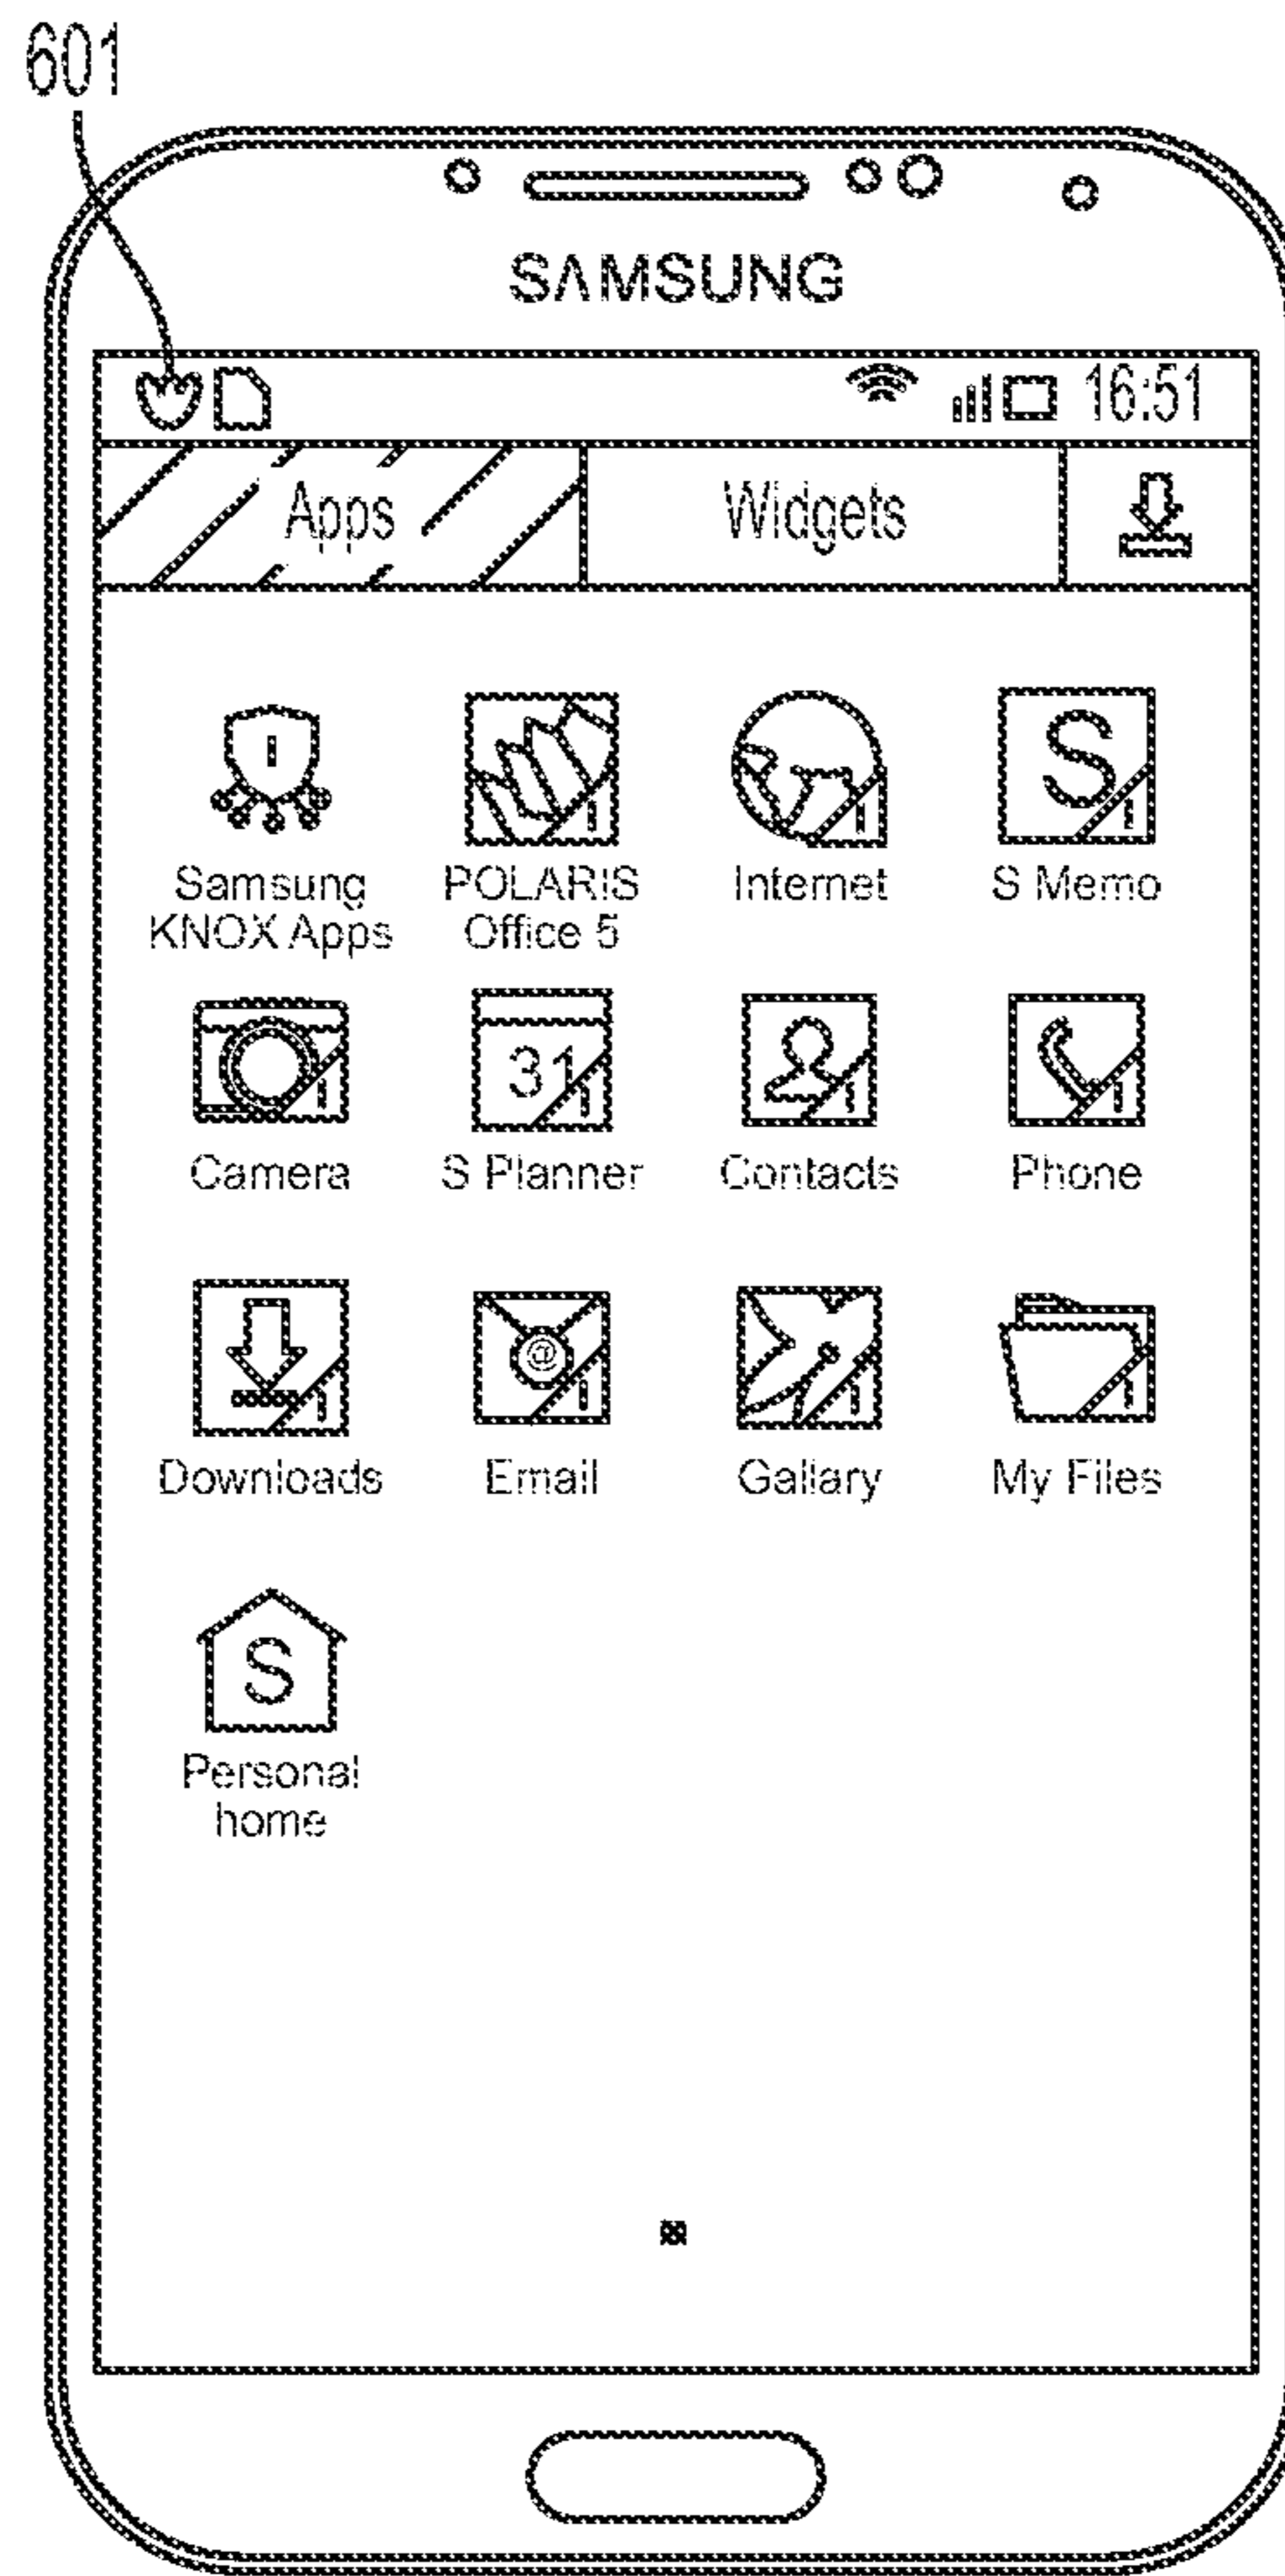 601
SAMSUNG
16:51
Apps Widgets
Samsung POLARIS Internet S Memo
KNOX Apps Office 5
S
31
Camera S Planner Contacts Phone
@
Downloads Email Gallary My Files
S
Personal
home